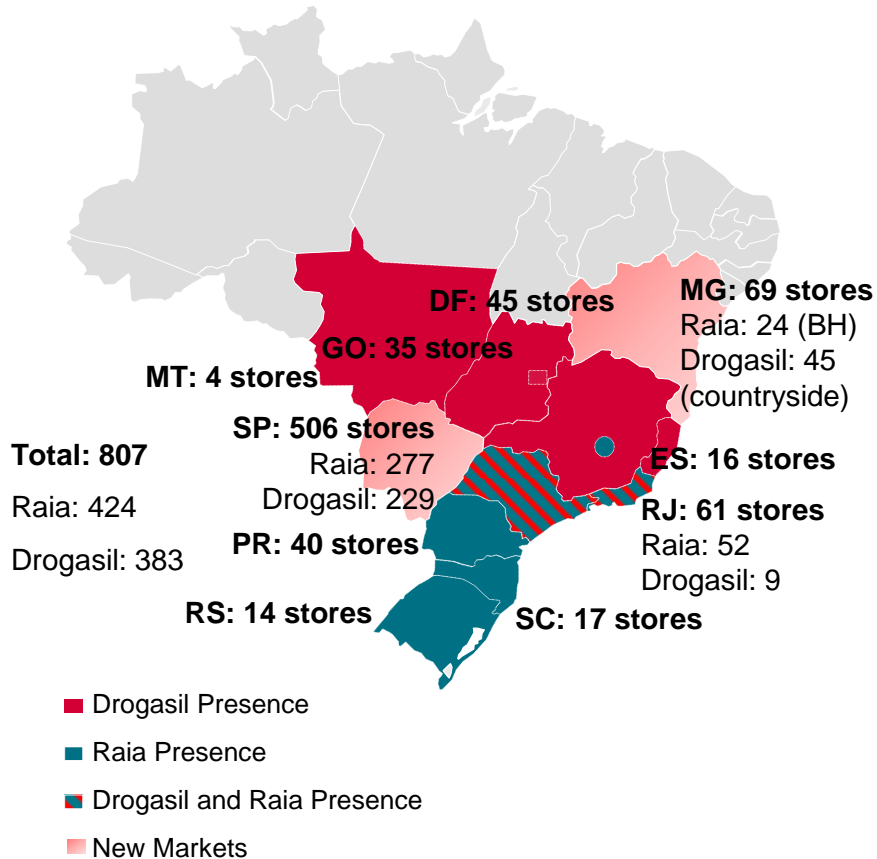 DF: 45 stores
MG: 69 stores
Raia: 24 (BH)
Drogasil: 45
(countryside)
GO: 35 stores
MT: 4 stores
SP: 506 stores
Raia: 277
Drogasil: 229
Total: 807
Raia: 424
Drogasil: 383
ES: 16 stores
RJ: 61 stores
Raia: 52
Drogasil: 9
PR: 40 stores
RS: 14 stores
SC: 17 stores
Drogasil Presence
Raia Presence
Drogasil and Raia Presence
New Markets